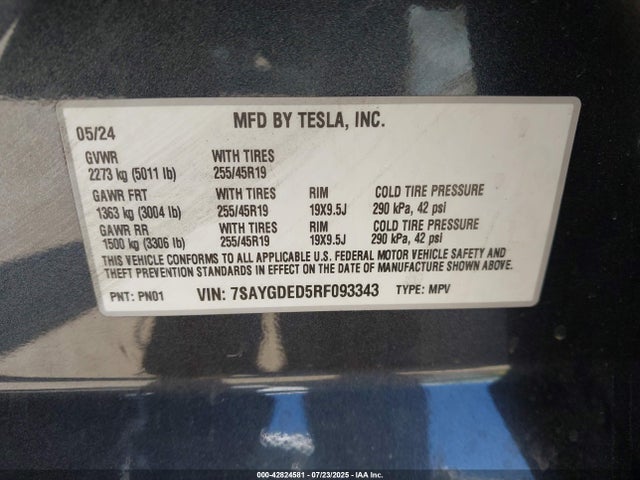 05/24 MFD BY TESLA, INC.
GVWR WITH TIRES
2273 kg (5011 lb) 255/45R19
GAWR FRT WITH TIRES RIM COLD TIRE PRESSURE
1363 kg (3004 lb) 255/45R19 19X9.5J 290 kPa, 42 psi
GAWR RR WITH TIRES RIM COLD TIRE PRESSURE
1500 kg (3306 lb) 255/45R19 19X9.5J 290 kPa, 42 psi
THIS VEHICLE CONFORMS TO ALL APPLICABLE U.S. FEDERAL MOTOR VEHICLE SAFETY AND
THEFT PREVENTION STANDARDS IN EFFECT ON THE DATE OF MANUFACTURE SHOWN ABOVE.
PNT: PN01 VIN: 7SAYGDED5RF093343 TYPE: MPV
000-42824581 - 07/23/2025 - IAA Inc.